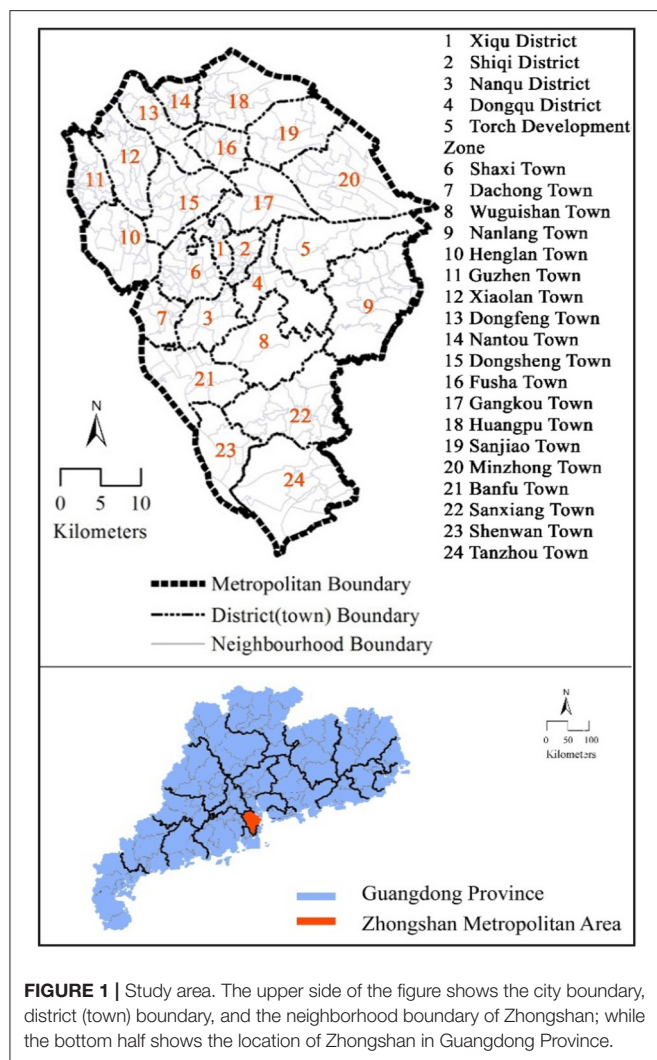 1 Xiqu District
2 Shiqi District
3 Nanqu District
4 Dongqu District
5 Torch Development
Zone
6 Shaxi Town
7 Dachong Town
8 Wuguishan Town
9 Nanlang Town
10 Henglan Town
11 Guzhen Town
12 Xiaolan Town
13 Dongfeng Town
14 Nantou Town
15 Dongsheng Town
16 Fusha Town
17 Gangkou Town
18 Huangpu Town
19 Sanjiao Town
20 Minzhong Town
21 Banfu Town
22 Sanxiang Town
23 Shenwan Town
24 Tanzhou Town
14
18
13
19
16
12
20
11
15
17
10
1
2
5
6
4
9
7
3
8
21
22
23
24
N
0 5 10
Kilometers
Metropolitan Boundary
District(town) Boundary
Neighbourhood Boundary
N
0 50 100
Kilometers
Guangdong Province
Zhongshan Metropolitan Area
FIGURE 1 | Study area. The upper side of the figure shows the city boundary,
district (town) boundary, and the neighborhood boundary of Zhongshan; while
the bottom half shows the location of Zhongshan in Guangdong Province.